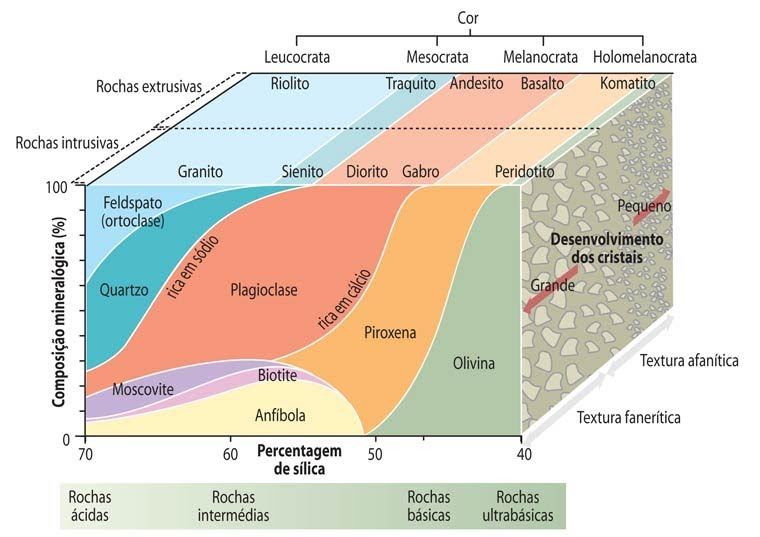 Cor
Leucocrata Mesocrata Melanocrata Holomelanocrata
Rochas extrusivas
Riolito Traquito Andesito Basalto Komatito
Rochas intrusivas
Granito Sienito Diorito Gabro Peridotito
100
Feldspato
(ortoclase)
Quartzo
rica em sódio
Plagioclase
rica em cálcio
Piroxena
Olivina
Moscovite
Biotite
Anfíbola
Composição mineralógica (%)
0
70 60 50 40
Percentagem
de sílica
Pequeno
Desenvolvimento
dos cristais
Grande
Textura afanítica
Textura fanerítica
Rochas
ácidas
Rochas
intermédias
Rochas
básicas
Rochas
ultrabásicas